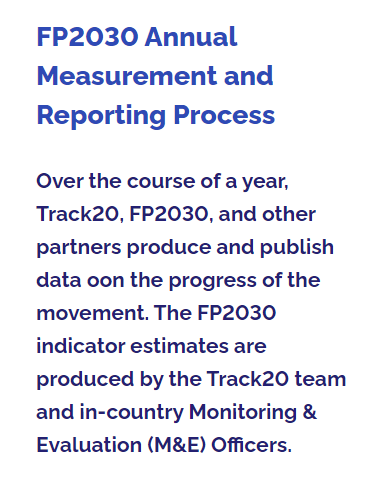 FP2030 Annual
Measurement and
Reporting Process
Over the course of a year,
Track20, FP2030, and other
partners produce and publish
data oon the progress of the
movement. The FP2030
indicator estimates are
produced by the Track20 team
and in-country Monitoring &
Evaluation (M&E) Officers.